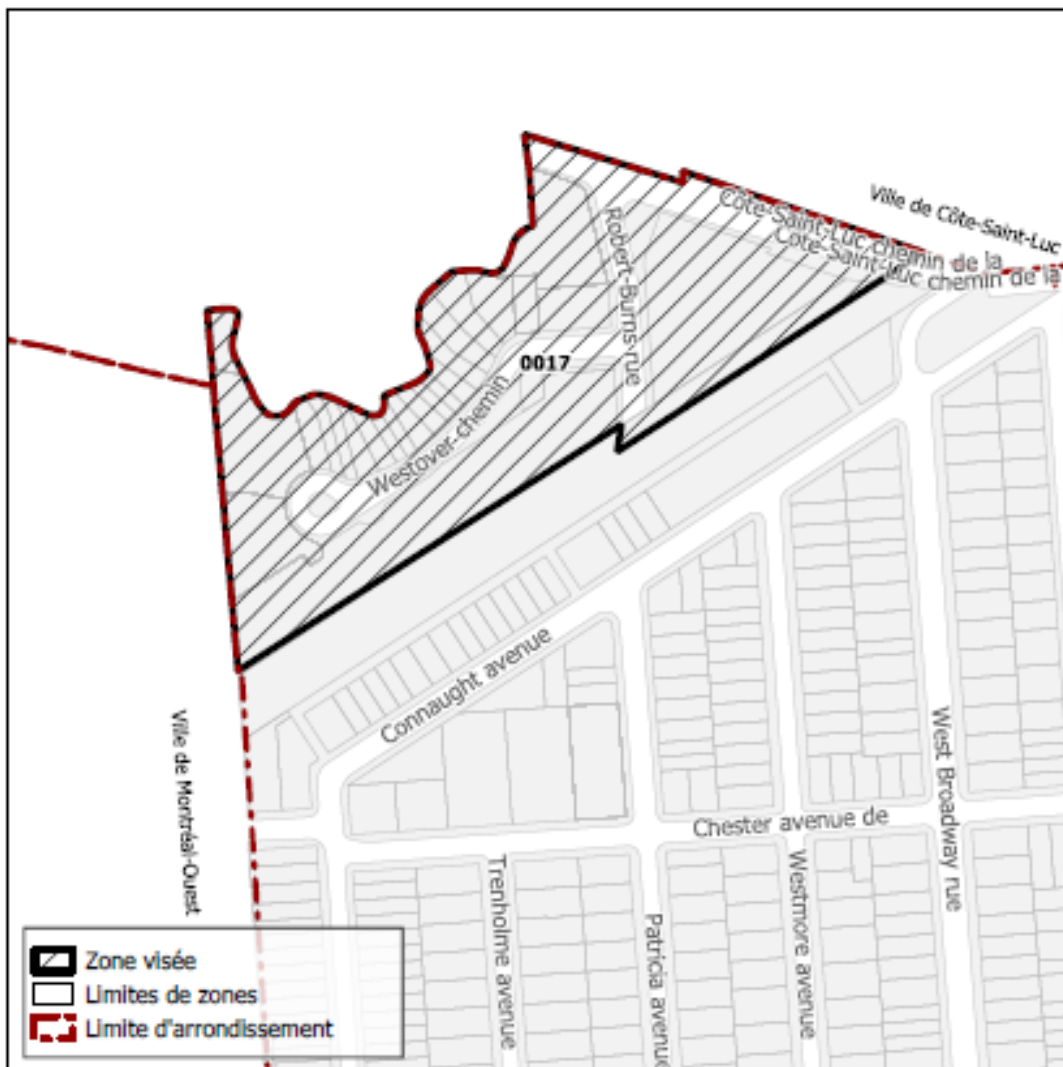 Ville de Côte-Saint-Luc
Côte-Saint-Luc chemin de la
Côte-Saint-Luc chemin de la
Robert-Burns rue
0017
Westover chemin
Connaught avenue
Ville de Montréal-Ouest
Chester avenue de
West Broadway rue
Trenholme avenue
Patricia avenue
Westmore avenue
Zone visée
Limites de zones
Limite d'arrondissement